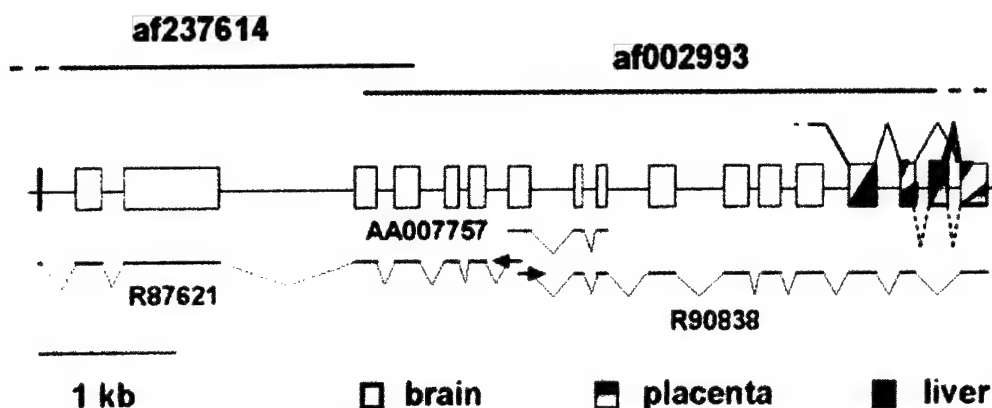 af237614
af002993
AA007757
R87621
R90838
1 kb
brain
placenta
liver